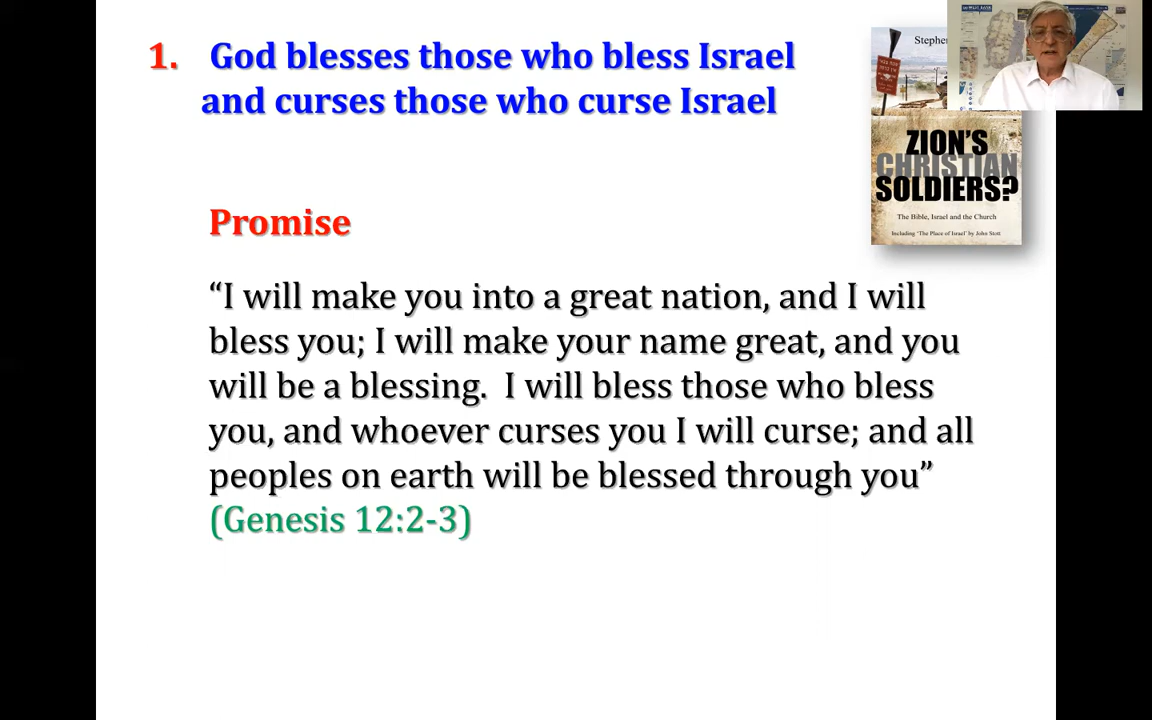 1. God blesses those who bless Israel
and curses those who curse Israel
Stephen
ZION'S
CHRISTIAN
SOLDIERS?
The Bible, Israel and the Church
Including 'The Place of Israel' by John Stott
Promise
“I will make you into a great nation, and I will
bless you; I will make your name great, and you
will be a blessing.  I will bless those who bless
you, and whoever curses you I will curse; and all
peoples on earth will be blessed through you”
(Genesis 12:2-3)